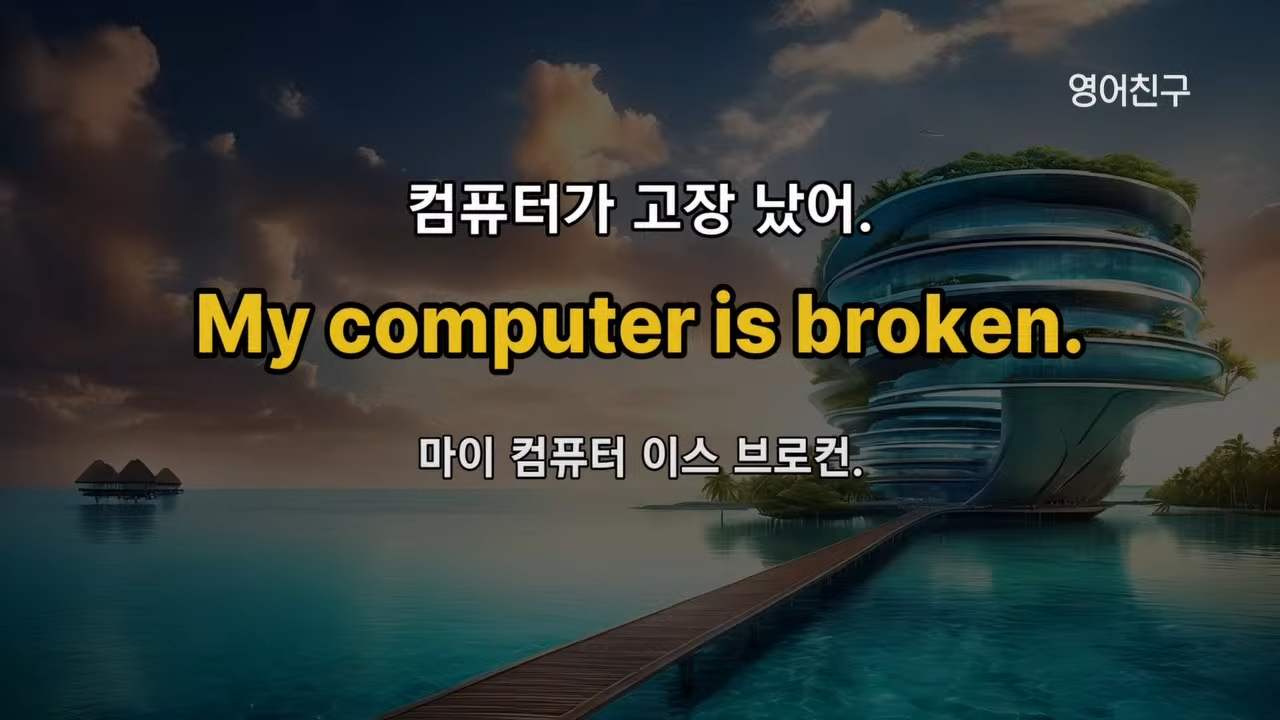 영어친구
컴퓨터가 고장 났어.
My computer is broken.
마이 컴퓨터 이스 브로컨.